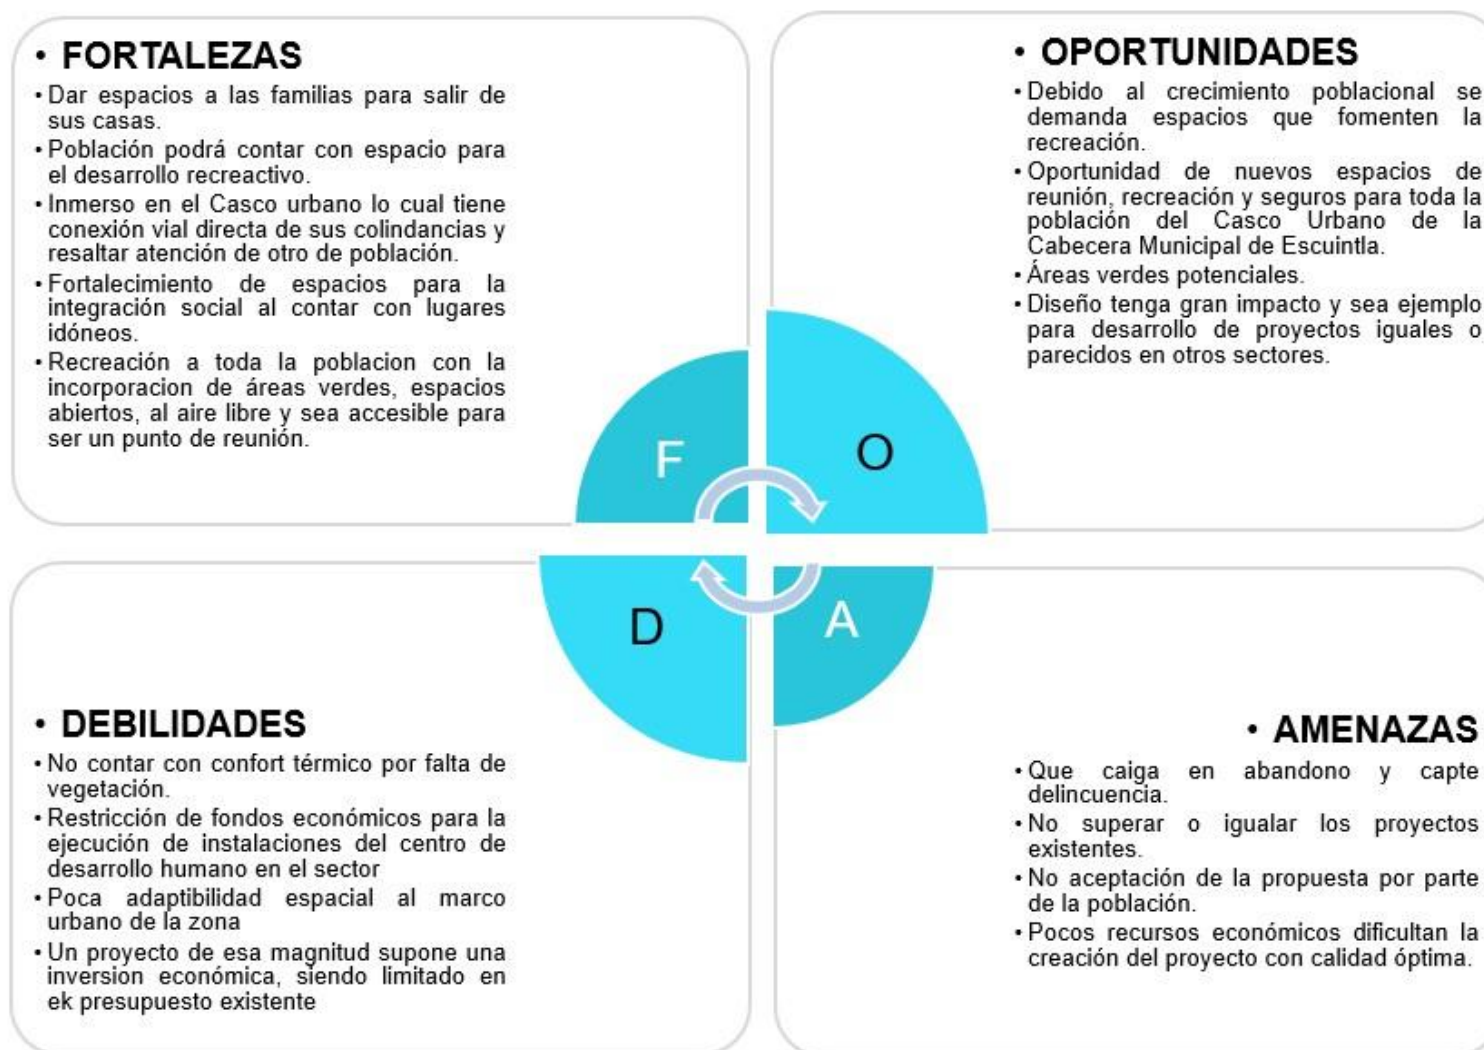 • FORTALEZAS
• Dar espacios a las familias para salir de
sus casas.
• Población podrá contar con espacio para
el desarrollo recreactivo.
• Inmerso en el Casco urbano lo cual tiene
conexión vial directa de sus colindancias y
resaltar atención de otro de población.
• Fortalecimiento de espacios para la
integración social al contar con lugares
idóneos.
• Recreación a toda la poblacion con la
incorporacion de áreas verdes, espacios
abiertos, al aire libre y sea accesible para
ser un punto de reunión.
• OPORTUNIDADES
• Debido al crecimiento poblacional se
demanda espacios que fomenten la
recreación.
• Oportunidad de nuevos espacios de
reunión, recreación y seguros para toda la
población del Casco Urbano de la
Cabecera Municipal de Escuintla.
• Áreas verdes potenciales.
• Diseño tenga gran impacto y sea ejemplo
para desarrollo de proyectos iguales o
parecidos en otros sectores.
F
O
D
A
• DEBILIDADES
• No contar con confort térmico por falta de
vegetación.
• Restricción de fondos económicos para la
ejecución de instalaciones del centro de
desarrollo humano en el sector
• Poca adaptibilidad espacial al marco
urbano de la zona
• Un proyecto de esa magnitud supone una
inversion económica, siendo limitado en
ek presupuesto existente
• AMENAZAS
• Que caiga en abandono y capte
delincuencia.
• No superar o igualar los proyectos
existentes.
• No aceptación de la propuesta por parte
de la población.
• Pocos recursos económicos dificultan la
creación del proyecto con calidad óptima.